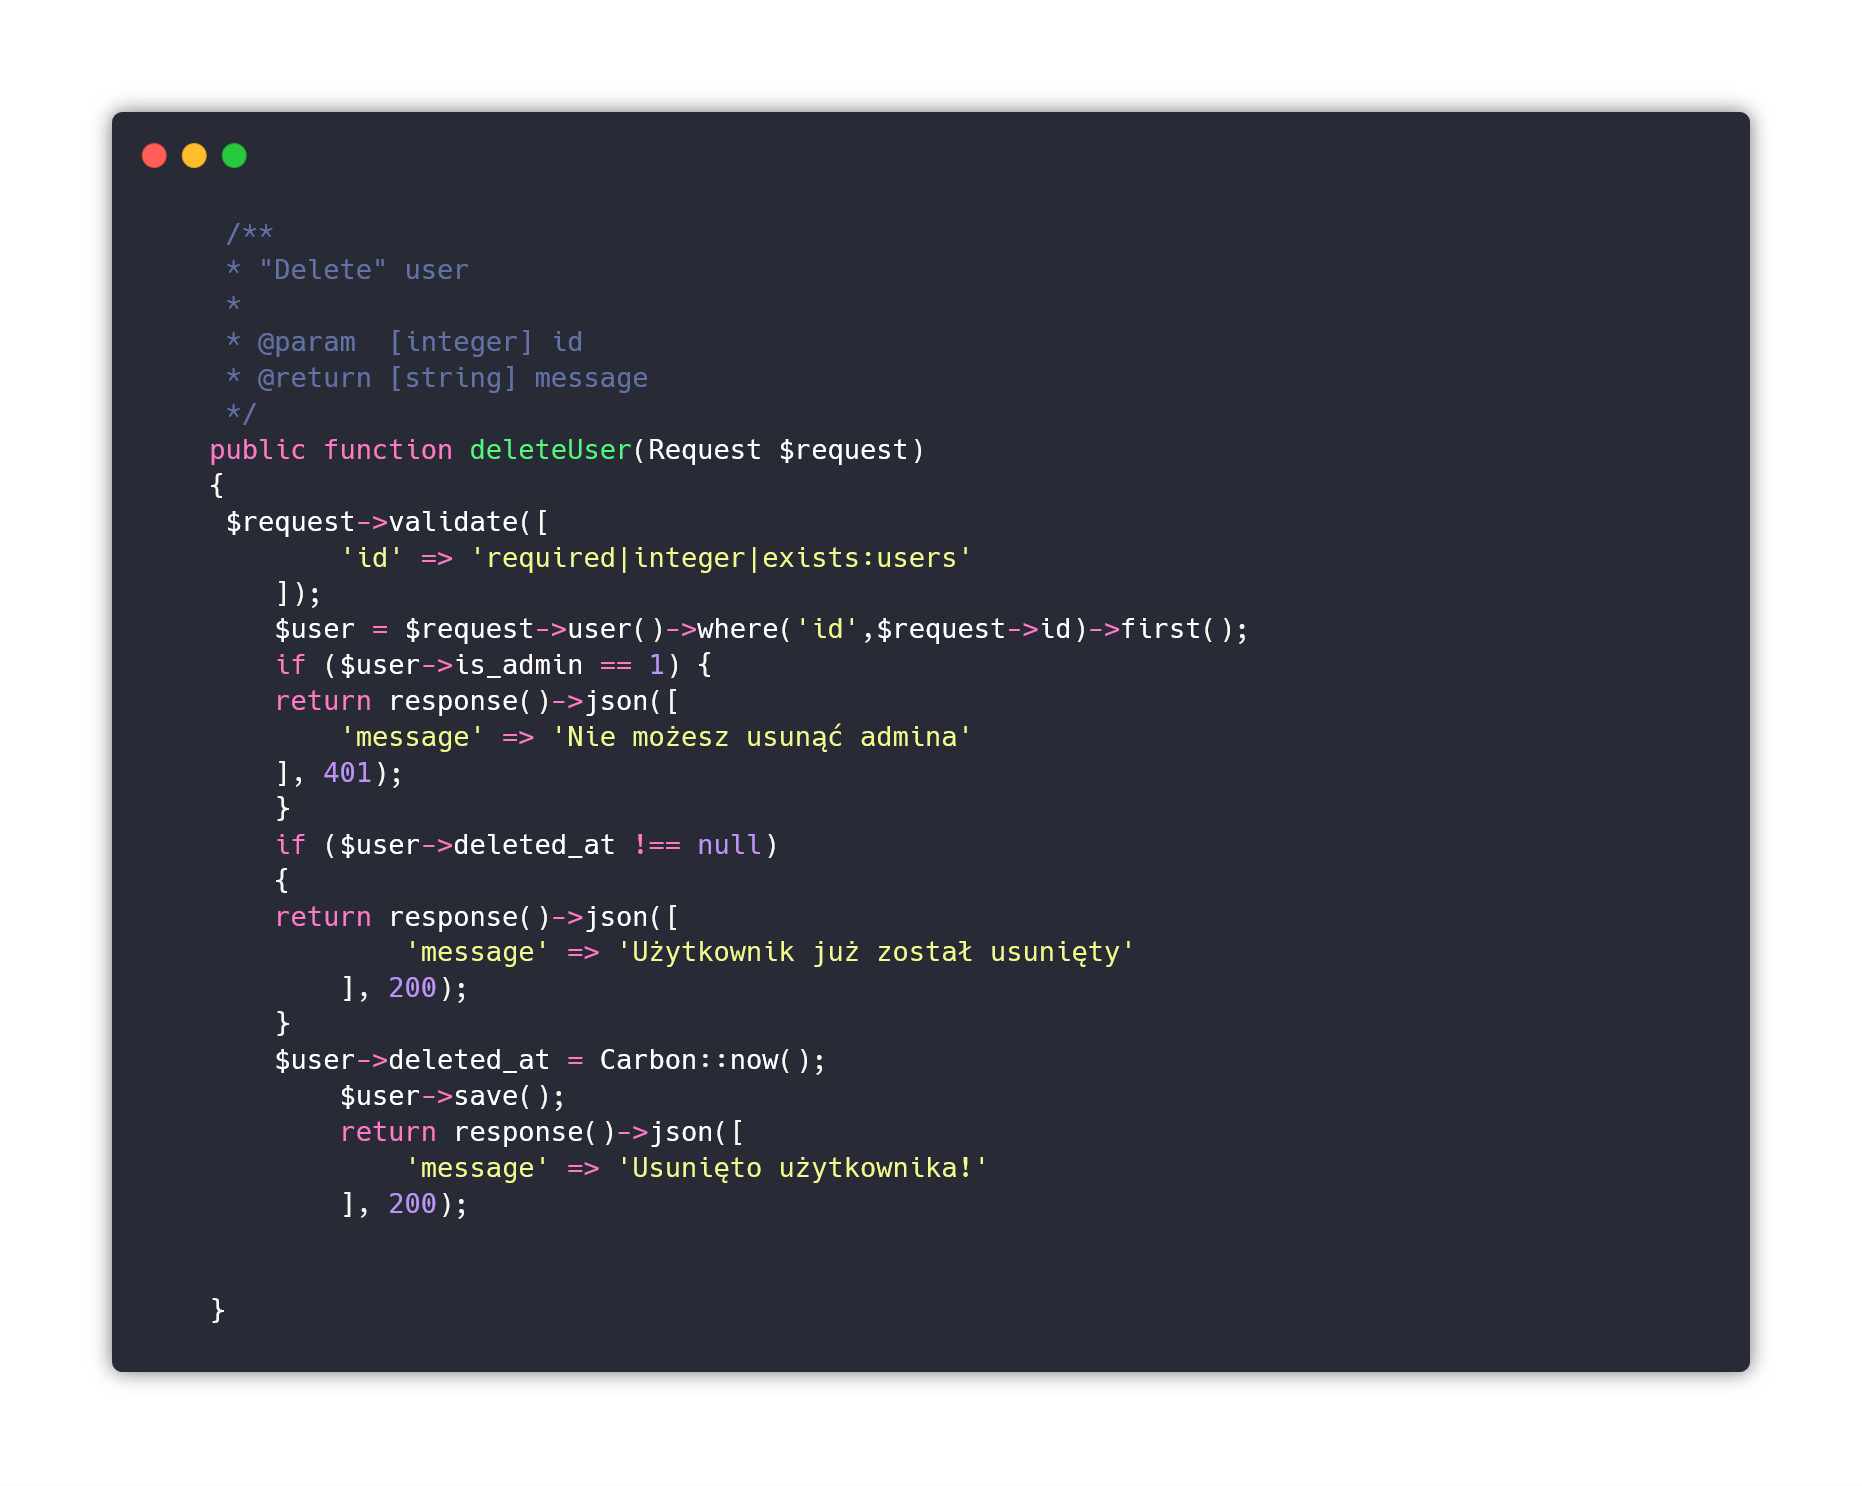 /**
* "Delete" user
*
* @param  [integer] id
* @return [string] message
*/
public function deleteUser(Request $request)
{
$request->validate([
'id' => 'required|integer|exists:users'
]);
$user = $request->user()->where('id',$request->id)->first();
if ($user->is_admin == 1) {
return response()->json([
'message' => 'Nie możesz usunąć admina'
], 401);
}
if ($user->deleted_at !== null)
{
return response()->json([
'message' => 'Użytkownik już został usunięty'
], 200);
}
$user->deleted_at = Carbon::now();
$user->save();
return response()->json([
'message' => 'Usunięto użytkownika!'
], 200);
}